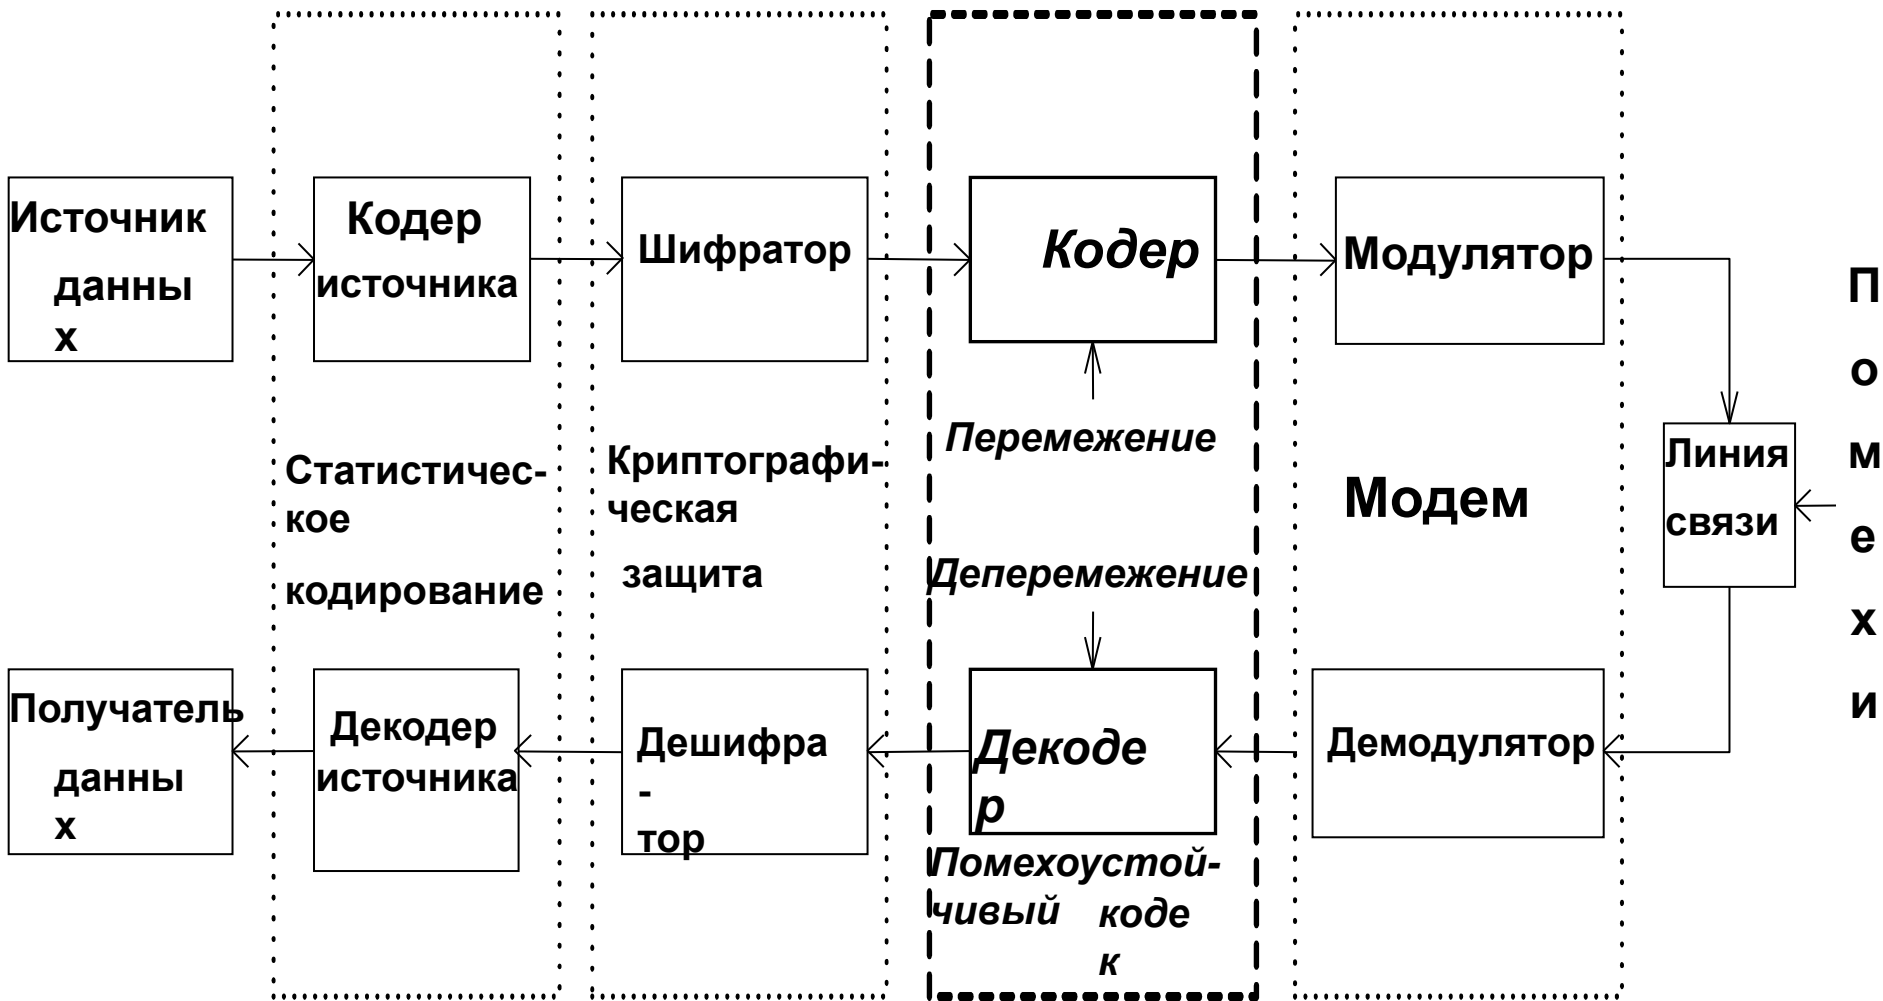 Источник
данны
х
Кодер
источника
Шифратор
Кодер
Модулятор
Перемежение
Статистичес-
кое
кодирование
Криптографи-
ческая
защита
Деперемежение
Модем
Линия
связи
П
о
м
е
х
и
Получатель
данны
х
Декодер
источника
Дешифра
-
тор
Декоде
р
Демодулятор
Помехоустой-
чивый
коде
к